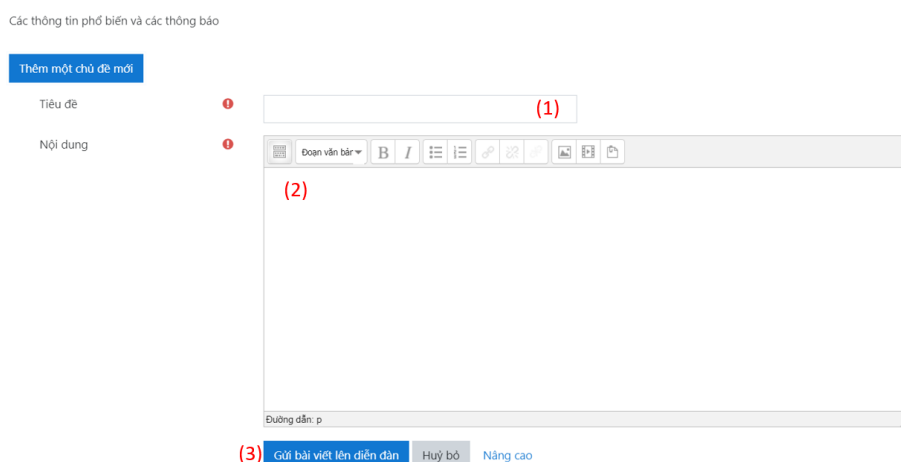 Các thông tin phổ biến và các thông báo
Thêm một chủ đề mới
Tiêu đề
(1)
Nội dung
Đoạn văn bản B I
(2)
Đường dẫn: p
(3) Gửi bài viết lên diễn đàn Huỷ bỏ Nâng cao